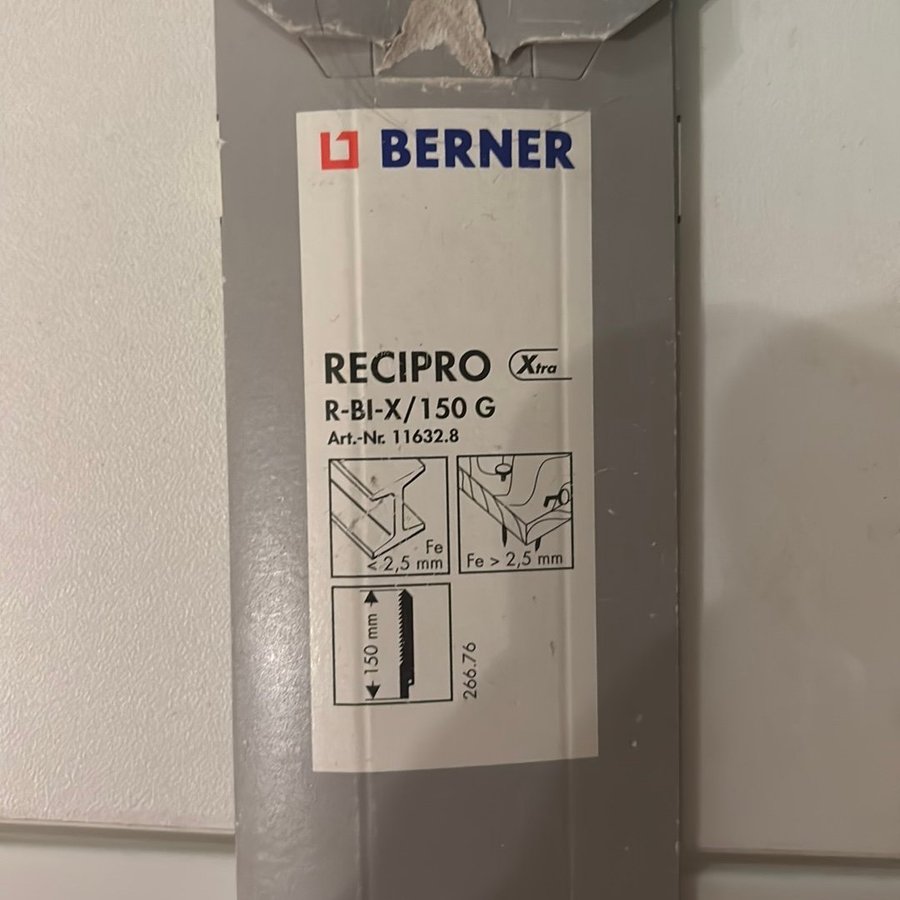 BERNER
RECIPRO Xtra
R-BI-X/150 G
Art.-Nr. 11632.8
Fe
< 2,5 mm
Fe > 2,5 mm
150 mm
266.76